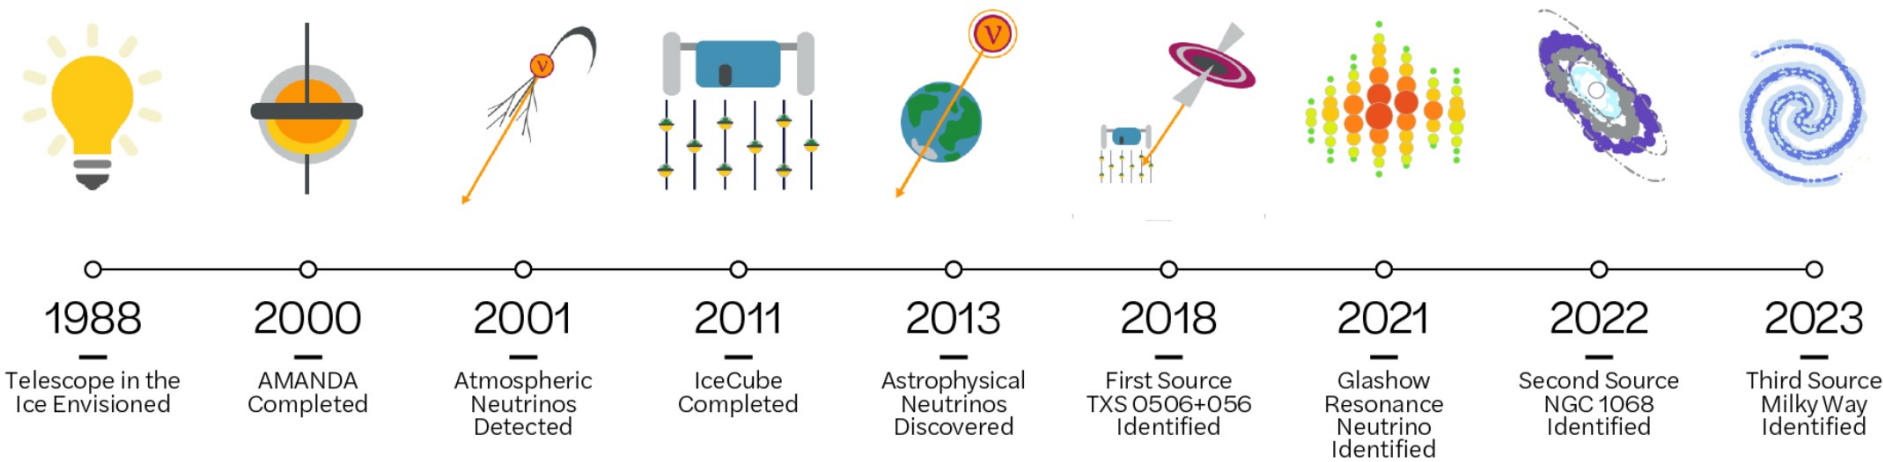 ν
ν
1988
Telescope in the
Ice Envisioned
2000
AMANDA
Completed
2001
Atmospheric
Neutrinos
Detected
2011
IceCube
Completed
2013
Astrophysical
Neutrinos
Discovered
2018
First Source
TXS 0506+056
Identified
2021
Glashow
Resonance
Neutrino
Identified
2022
Second Source
NGC 1068
Identified
2023
Third Source
Milky Way
Identified